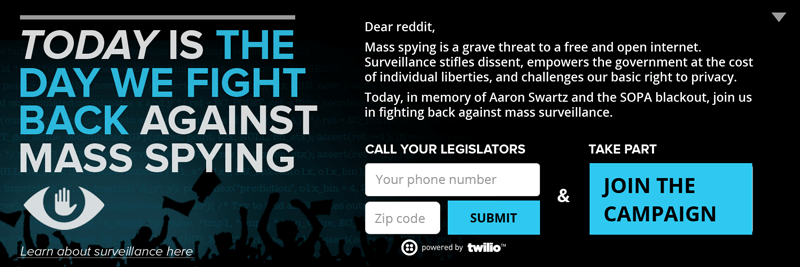 TODAY IS THE
DAY WE FIGHT
BACK AGAINST
MASS SPYING
Learn about surveillance here
Dear reddit,
Mass spying is a grave threat to a free and open internet.
Surveillance stifles dissent, empowers the government at the cost
of individual liberties, and challenges our basic right to privacy.
Today, in memory of Aaron Swartz and the SOPA blackout, join us
in fighting back against mass surveillance.
CALL YOUR LEGISLATORS
Your phone number
Zip code
SUBMIT
powered by twilio™
&
TAKE PART
JOIN THE
CAMPAIGN